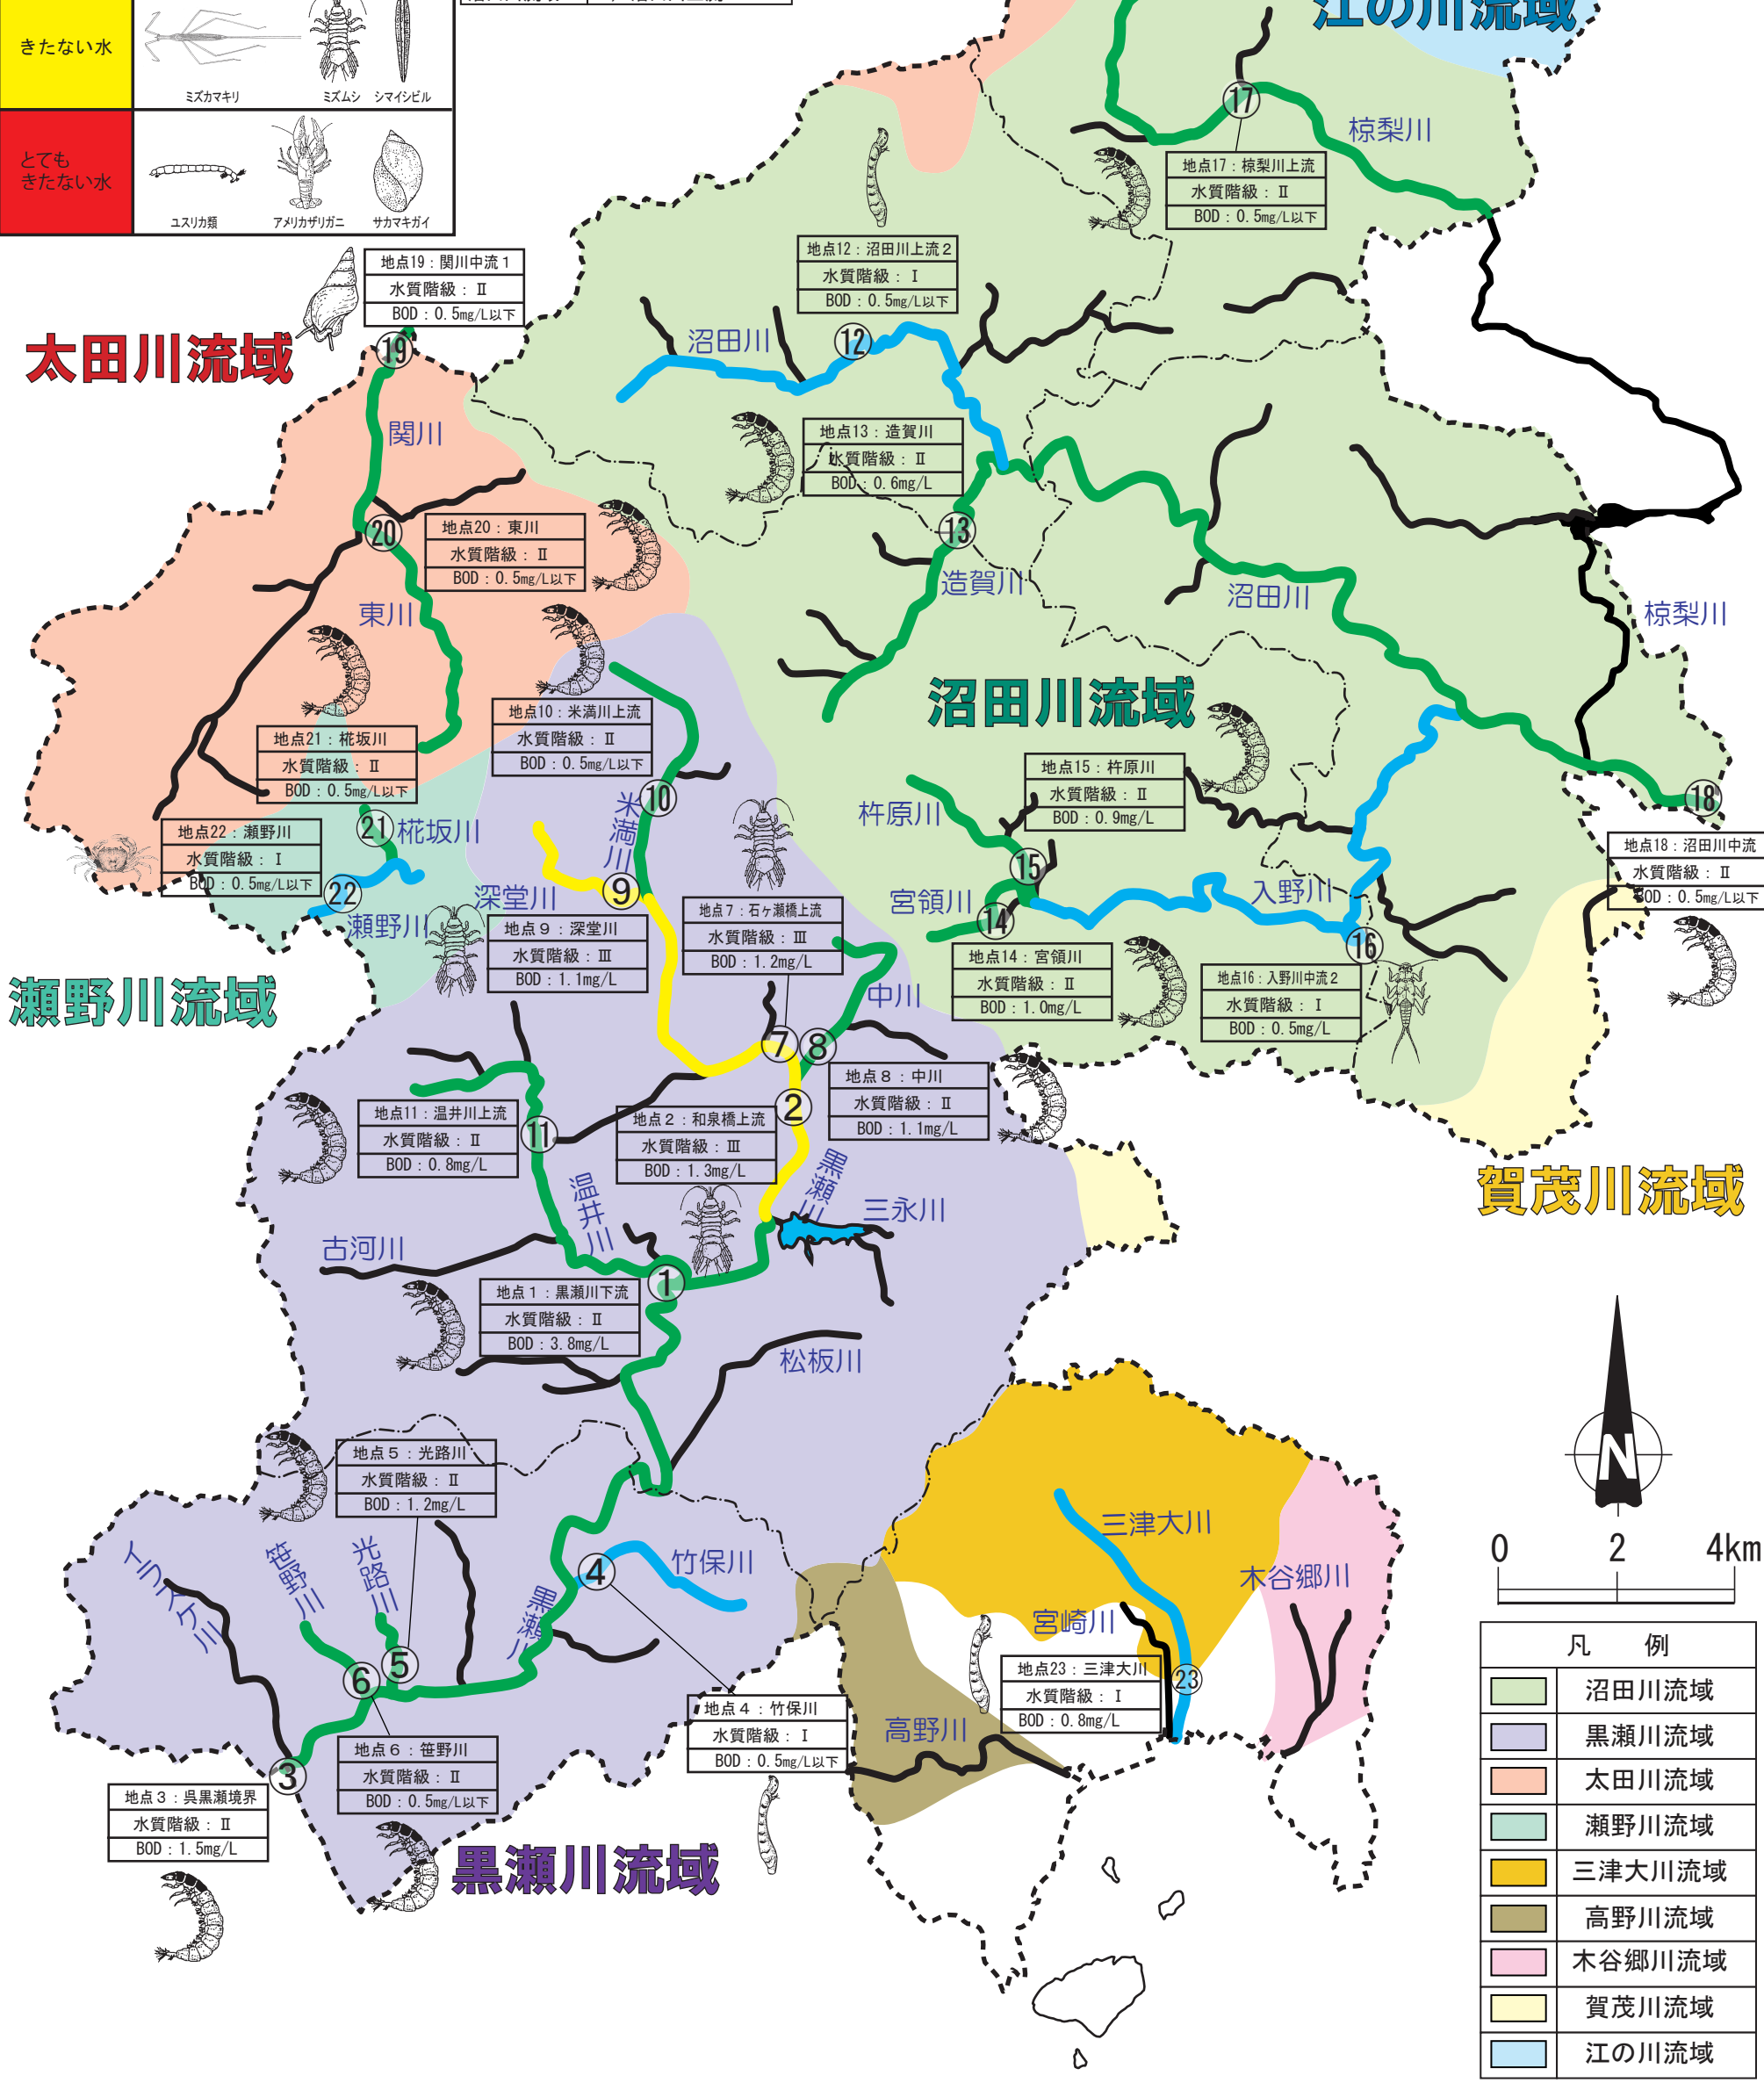 きたない水
ミズカマキリ
ミズムシ
シマイシビル
とても
きたない水
ユスリカ類
アメリカザリガニ
サカマキガイ
江の川流域
17
椋梨川
地点17：椋梨川上流
水質階級：Ⅱ
BOD：0.5mg/L以下
地点19：関川中流1
水質階級：Ⅱ
BOD：0.5mg/L以下
地点12：沼田川上流2
水質階級：Ⅰ
BOD：0.5mg/L以下
太田川流域
19
沼田川
12
関川
地点13：造賀川
水質階級：Ⅱ
BOD：0.6mg/L
20
地点20：東川
水質階級：Ⅱ
BOD：0.5mg/L以下
13
造賀川
沼田川
椋梨川
東川
沼田川流域
地点10：米満川上流
水質階級：Ⅱ
BOD：0.5mg/L以下
地点21：椛坂川
水質階級：Ⅱ
BOD：0.5mg/L以下
地点15：杵原川
水質階級：Ⅱ
BOD：0.9mg/L
10
米満川
杵原川
18
21
椛坂川
地点22：瀬野川
水質階級：Ⅰ
BOD：0.5mg/L以下
地点18：沼田川中流
水質階級：Ⅱ
BOD：0.5mg/L以下
15
22
瀬野川
深堂川
9
宮領川
14
入野川
16
地点7：石ヶ瀬橋上流
水質階級：Ⅲ
BOD：1.2mg/L
地点9：深堂川
水質階級：Ⅲ
BOD：1.1mg/L
地点14：宮領川
水質階級：Ⅱ
BOD：1.0mg/L
地点16：入野川中流2
水質階級：Ⅰ
BOD：0.5mg/L
瀬野川流域
中川
7
8
地点8：中川
水質階級：Ⅱ
BOD：1.1mg/L
地点11：温井川上流
水質階級：Ⅱ
BOD：0.8mg/L
11
地点2：和泉橋上流
水質階級：Ⅲ
BOD：1.3mg/L
2
黒瀬川
賀茂川流域
温井川
三永川
古河川
1
地点1：黒瀬川下流
水質階級：Ⅱ
BOD：3.8mg/L
松板川
N
地点5：光路川
水質階級：Ⅱ
BOD：1.2mg/L
三津大川
0 2 4km
イラスケ川
笹野川
光路川
4
竹保川
木谷郷川
黒瀬川
宮崎川
5
6
地点23：三津大川
水質階級：Ⅰ
BOD：0.8mg/L
23
地点4：竹保川
水質階級：Ⅰ
BOD：0.5mg/L以下
高野川
地点6：笹野川
水質階級：Ⅱ
BOD：0.5mg/L以下
3
地点3：呉黒瀬境界
水質階級：Ⅱ
BOD：1.5mg/L
黒瀬川流域
凡 例
沼田川流域
黒瀬川流域
太田川流域
瀬野川流域
三津大川流域
高野川流域
木谷郷川流域
賀茂川流域
江の川流域